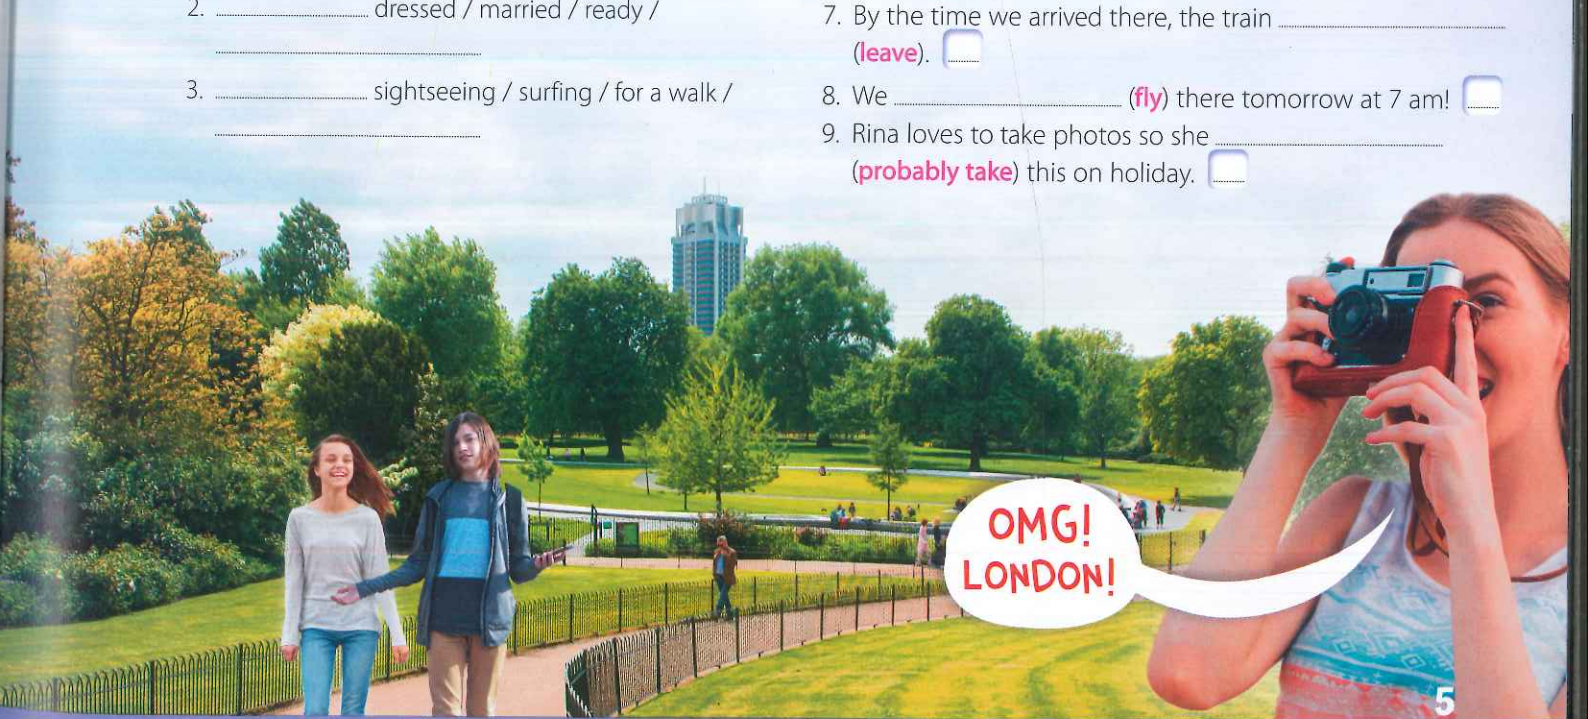 2. dressed / married / ready /
3. sightseeing / surfing / for a walk /
7. By the time we arrived there, the train
(leave).
8. We (fly) there tomorrow at 7 am!
9. Rina loves to take photos so she
(probably take) this on holiday.
OMG!
LONDON!
5